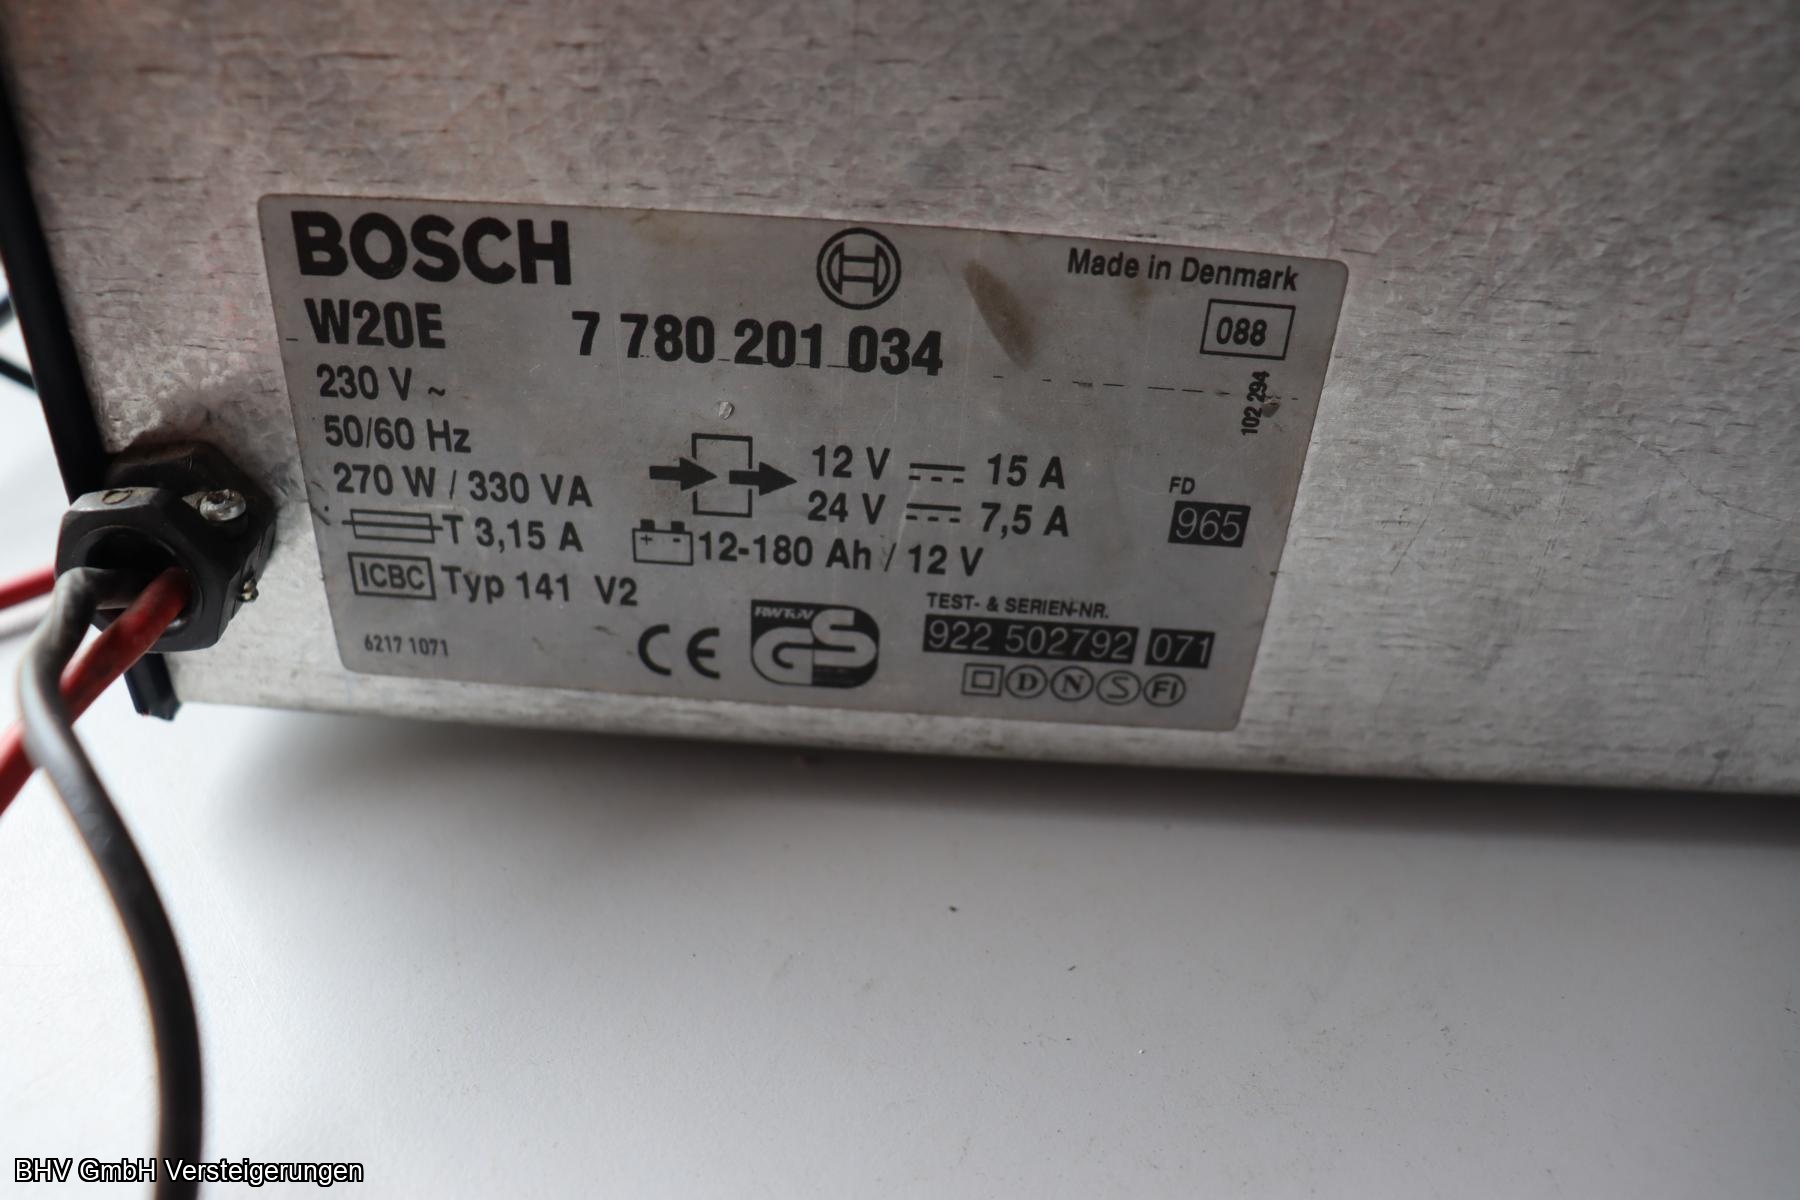 BOSCH
Made in Denmark
W20E 7 780 201 034
088
102 294
230 V ~
50/60 Hz
270 W / 330 VA
12 V 15 A
24 V 7,5 A
FD
965
T 3,15 A
+ - 12-180 Ah / 12 V
ICBC Typ 141 V2
6217 1071
CE
RWTÜV
GS
TEST- & SERIEN-NR.
922 502792 071
D N S FI
BHV GmbH Versteigerungen